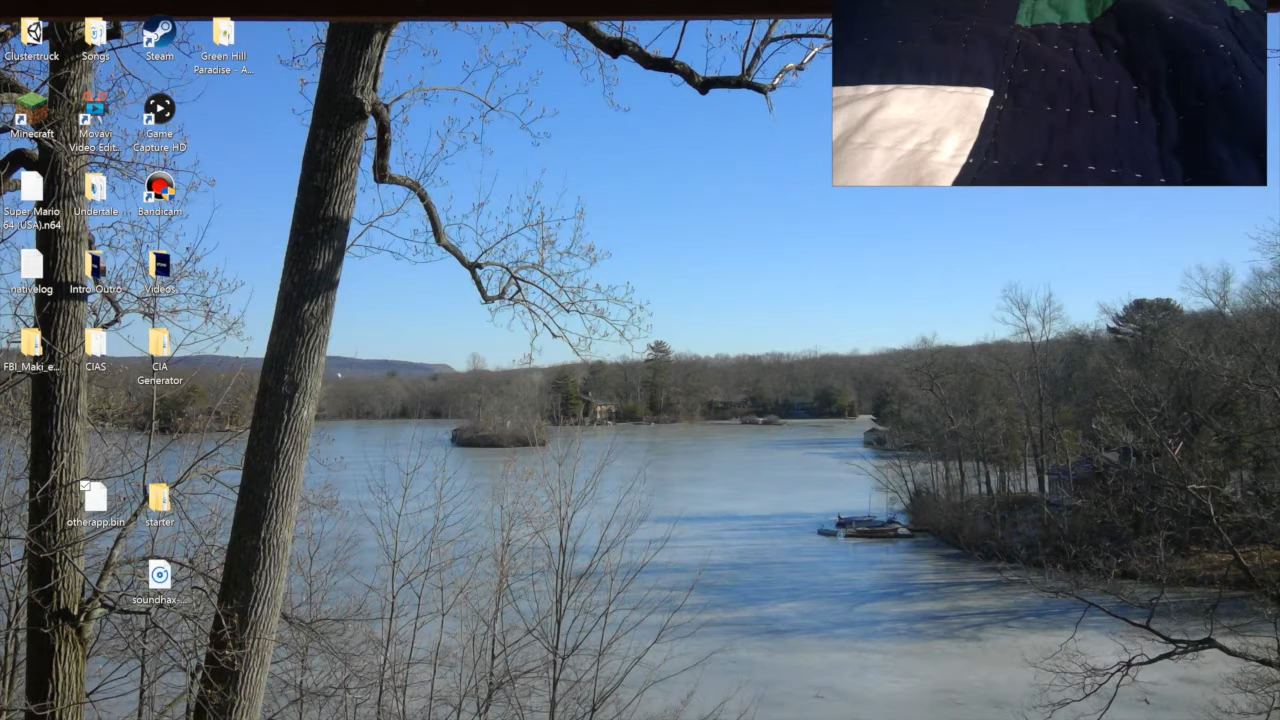 Clustertruck
Songs
Steam
Green Hill
Paradise - A...
Minecraft
Movavi
Video Edit...
Game
Capture HD
Super Mario
64 (USA).n64
Undertale
Bandicam
nativelog
Intro-Outro
Videos
FBI_Maki_e...
CIAS
CIA
Generator
otherapp.bin
starter
soundhax-...